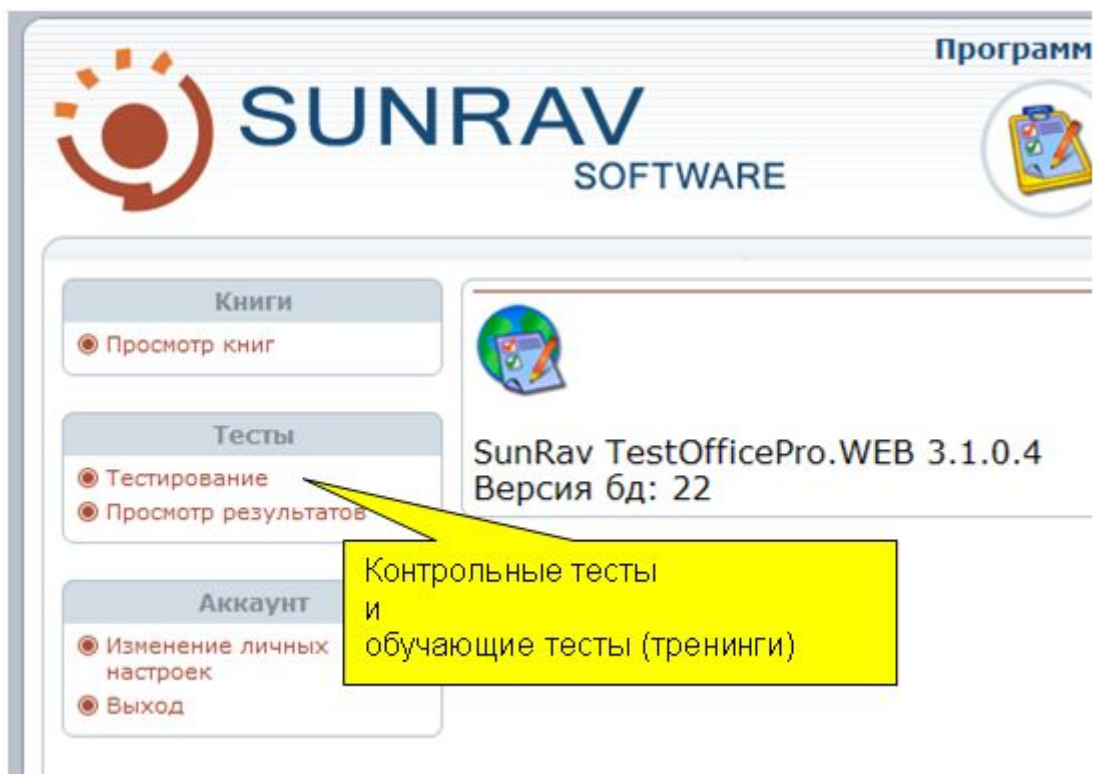 Программ
SUNRAV
SOFTWARE
Книги
Просмотр книг
Тесты
Тестирование
Просмотр результатов
Аккаунт
Изменение личных
настроек
Выход
SunRav TestOfficePro.WEB 3.1.0.4
Версия бд: 22
Контрольные тесты
и
обучающие тесты (тренинги)